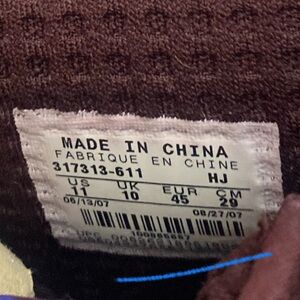 MADE IN CHINA
FABRIQUE EN CHINE
317313-611 HJ
US UK EUR CM
11 10 45 29
06/13/07 08/27/07
UPC